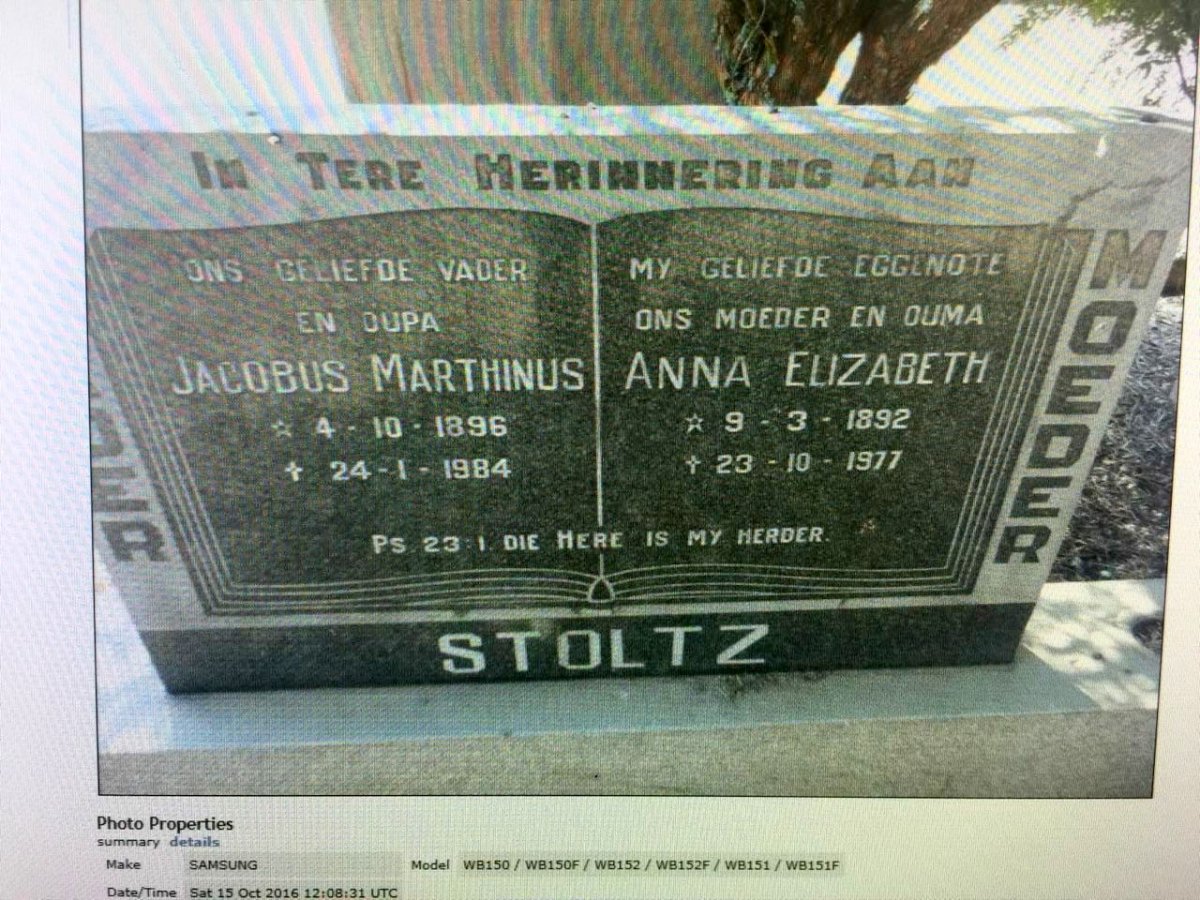 IN TERE HERINNERING AAN
ONS GELIEFDE VADER
EN OUPA
JACOBUS MARTHINUS
☆ 4 - 10 - 1896
✝ 24 - 1 - 1984
MY GELIEFDE EGGENOTE
ONS MOEDER EN OUMA
ANNA ELIZABETH
☆ 9 - 3 - 1892
✝ 23 - 10 - 1977
PS 23:1. DIE HERE IS MY HERDER.
STOLTZ
DER
MOEDER
Photo Properties
summary details
Make SAMSUNG Model WB150 / WB150F / WB152 / WB152F / WB151 / WB151F
Date/Time Sat 15 Oct 2016 12:08:31 UTC